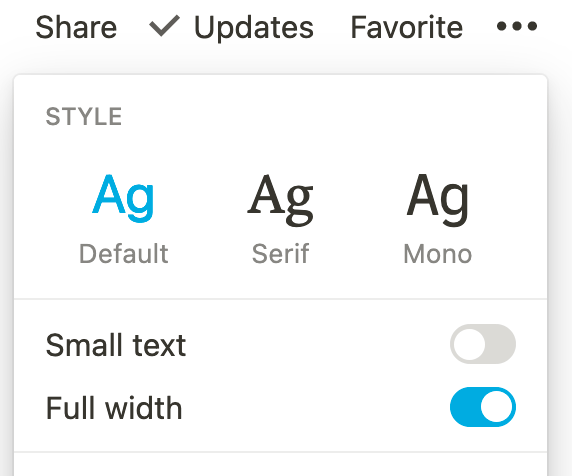 Share ✓ Updates Favorite •••
STYLE
Ag Ag Ag
Default Serif Mono
Small text
Full width